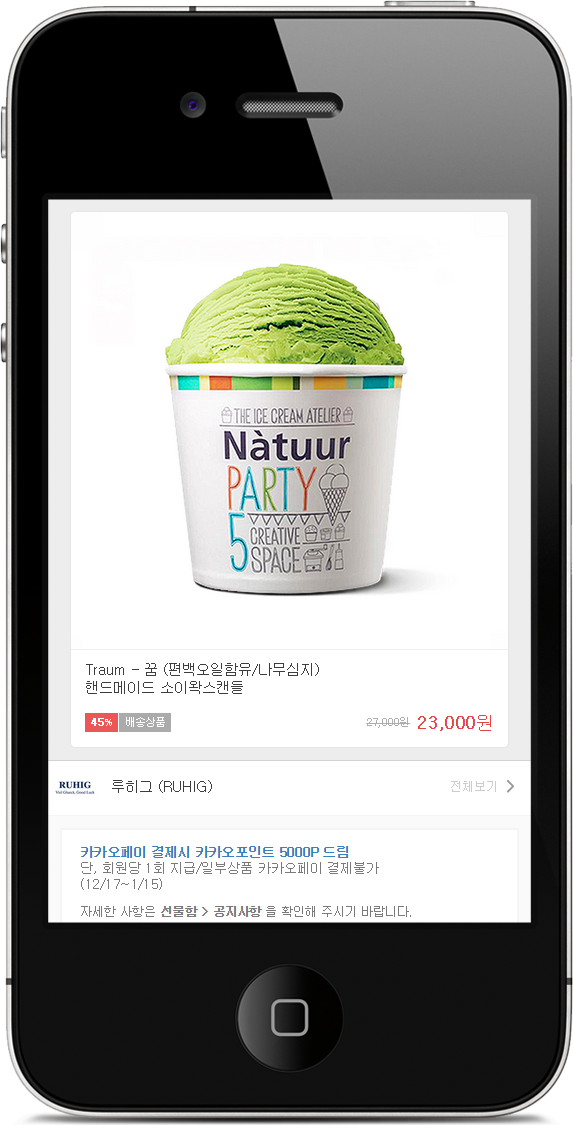 THE ICE CREAM ATELIER
Nàtuur
PARTY
5 CREATIVE
SPACE
Traum - 꿈 (편백오일함유/나무심지)
핸드메이드 소이왁스캔들
45% 배송상품 27,000원 23,000원
RUHIG
Viel Glueck, Good Luck
루히그 (RUHIG) 전체보기
카카오페이 결제시 카카오포인트 5000P 드림
단, 회원당 1회 지급/일부상품 카카오페이 결제불가
(12/17~1/15)
자세한 사항은 선물함 > 공지사항 을 확인해 주시기 바랍니다.